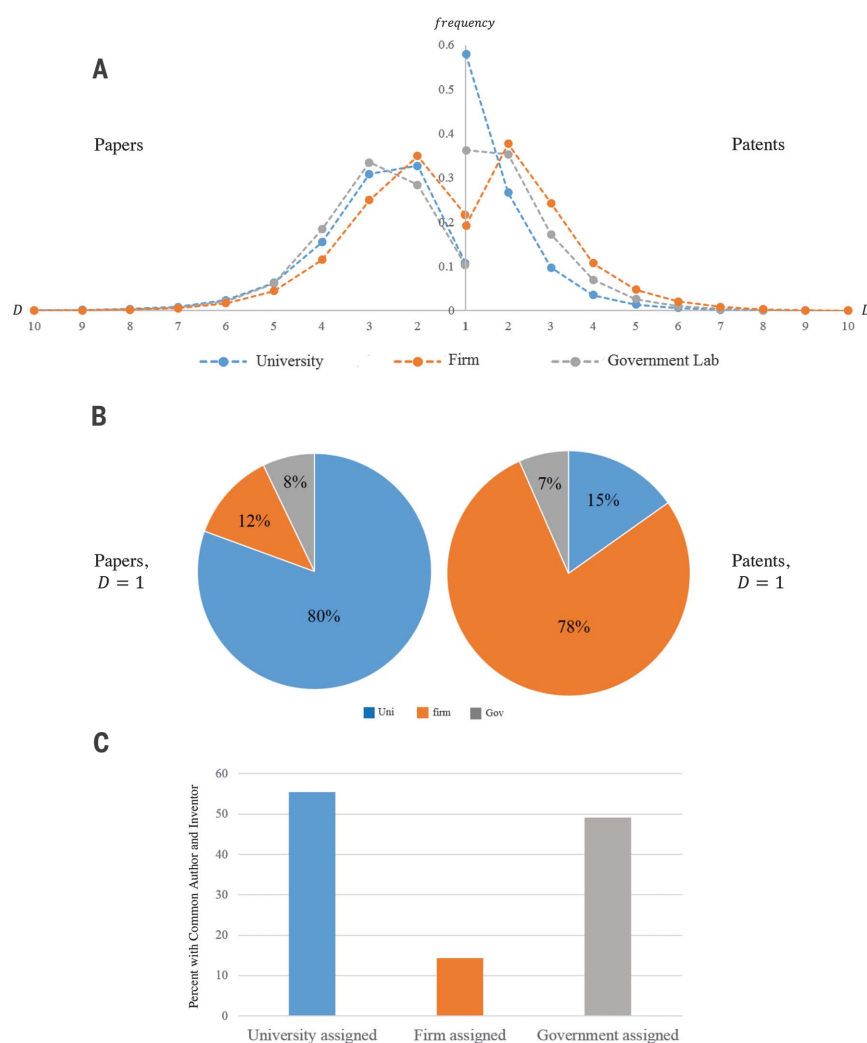 frequency
A
0.6
0.5
0.4
0.3
0.2
0.1
0
Papers
Patents
D
D
10 9 8 7 6 5 4 3 2 1 2 3 4 5 6 7 8 9 10
University
Firm
Government Lab
B
8%
12%
80%
7%
15%
78%
Papers,
D = 1
Patents,
D = 1
Uni firm Gov
C
Percent with Common Author and Inventor
60
50
40
30
20
10
0
University assigned
Firm assigned
Government assigned